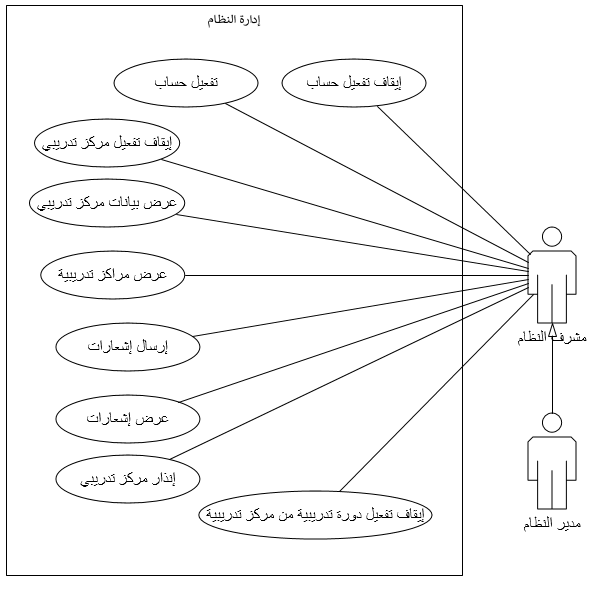 إدارة النظام
إيقاف تفعيل حساب
تفعيل حساب
إيقاف تفعيل مركز تدريبي
عرض بيانات مركز تدريبي
عرض مراكز تدريبية
إرسال إشعارات
مشرف النظام
عرض إشعارات
إنذار مركز تدريبي
إيقاف تفعيل دورة تدريبية من مركز تدريبية
مدير النظام